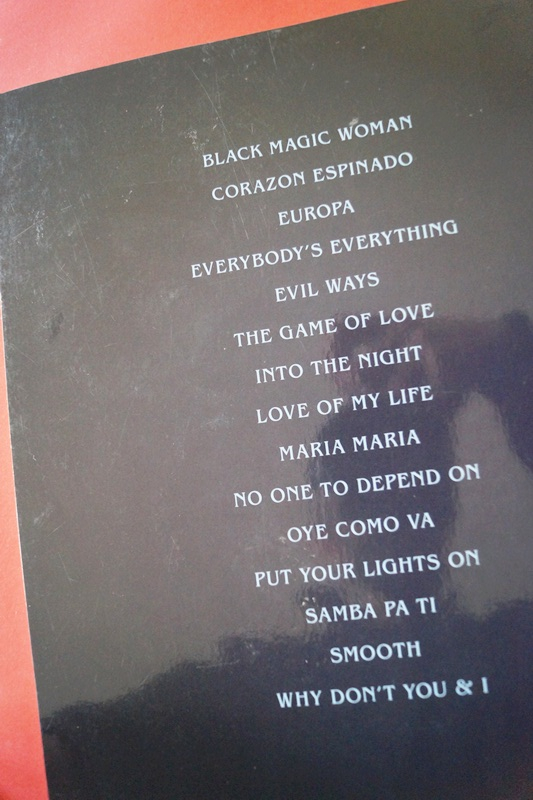 BLACK MAGIC WOMAN
CORAZON ESPINADO
EUROPA
EVERYBODY'S EVERYTHING
EVIL WAYS
THE GAME OF LOVE
INTO THE NIGHT
LOVE OF MY LIFE
MARIA MARIA
NO ONE TO DEPEND ON
OYE COMO VA
PUT YOUR LIGHTS ON
SAMBA PA TI
SMOOTH
WHY DON'T YOU & I